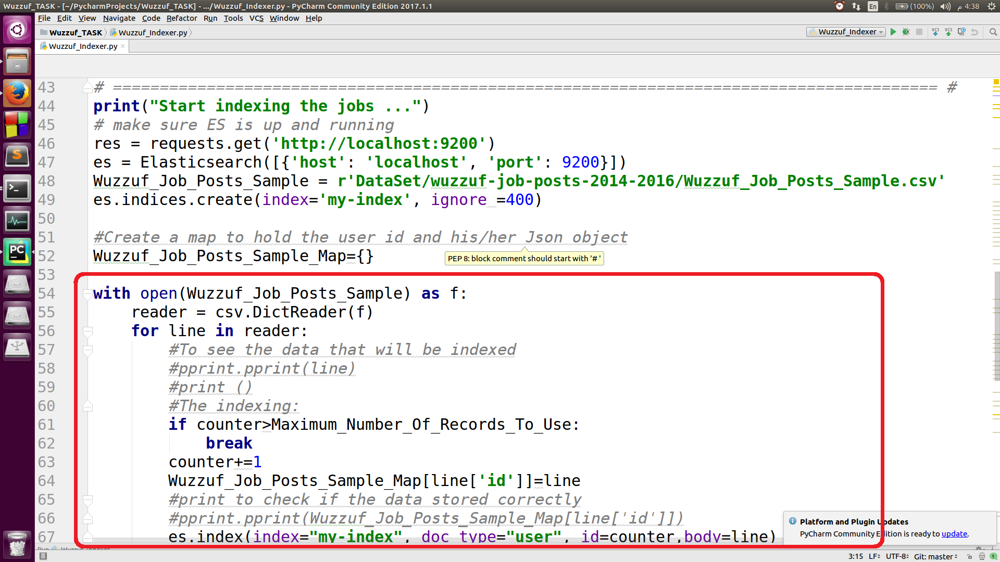 Wuzzuf_TASK - [~/PycharmProjects/Wuzzuf_TASK] - .../Wuzzuf_Indexer.py - PyCharm Community Edition 2017.1.1
En (100%) م 4:38
File Edit View Navigate Code Refactor Run Tools VCS Window Help
Wuzzuf_TASK Wuzzuf_Indexer.py Wuzzuf_Indexer VCS VCS
Wuzzuf_Indexer.py
43 # ======================================================================================== #
44 print("Start indexing the jobs ...")
45 # make sure ES is up and running
46 res = requests.get('http://localhost:9200')
47 es = Elasticsearch([{'host': 'localhost', 'port': 9200}])
48 Wuzzuf_Job_Posts_Sample = r'DataSet/wuzzuf-job-posts-2014-2016/Wuzzuf_Job_Posts_Sample.csv'
49 es.indices.create(index='my-index', ignore =400)
50
51 #Create a map to hold the user id and his/her Json object
52 Wuzzuf_Job_Posts_Sample_Map={}
PEP 8: block comment should start with '# '
53
54 with open(Wuzzuf_Job_Posts_Sample) as f:
55 reader = csv.DictReader(f)
56 for line in reader:
57 #To see the data that will be indexed
58 #pprint.pprint(line)
59 #print ()
60 #The indexing:
61 if counter>Maximum_Number_Of_Records_To_Use:
62 break
63 counter+=1
64 Wuzzuf_Job_Posts_Sample_Map[line['id']]=line
65 #print to check if the data stored correctly
66 #pprint.pprint(Wuzzuf_Job_Posts_Sample_Map[line['id']])
67 es.index(index="my-index", doc_type="user", id=counter,body=line)
Platform and Plugin Updates
PyCharm Community Edition is ready to update.
Run Wuzzuf_Indexer
3:15 LF UTF-8 Git: master 1